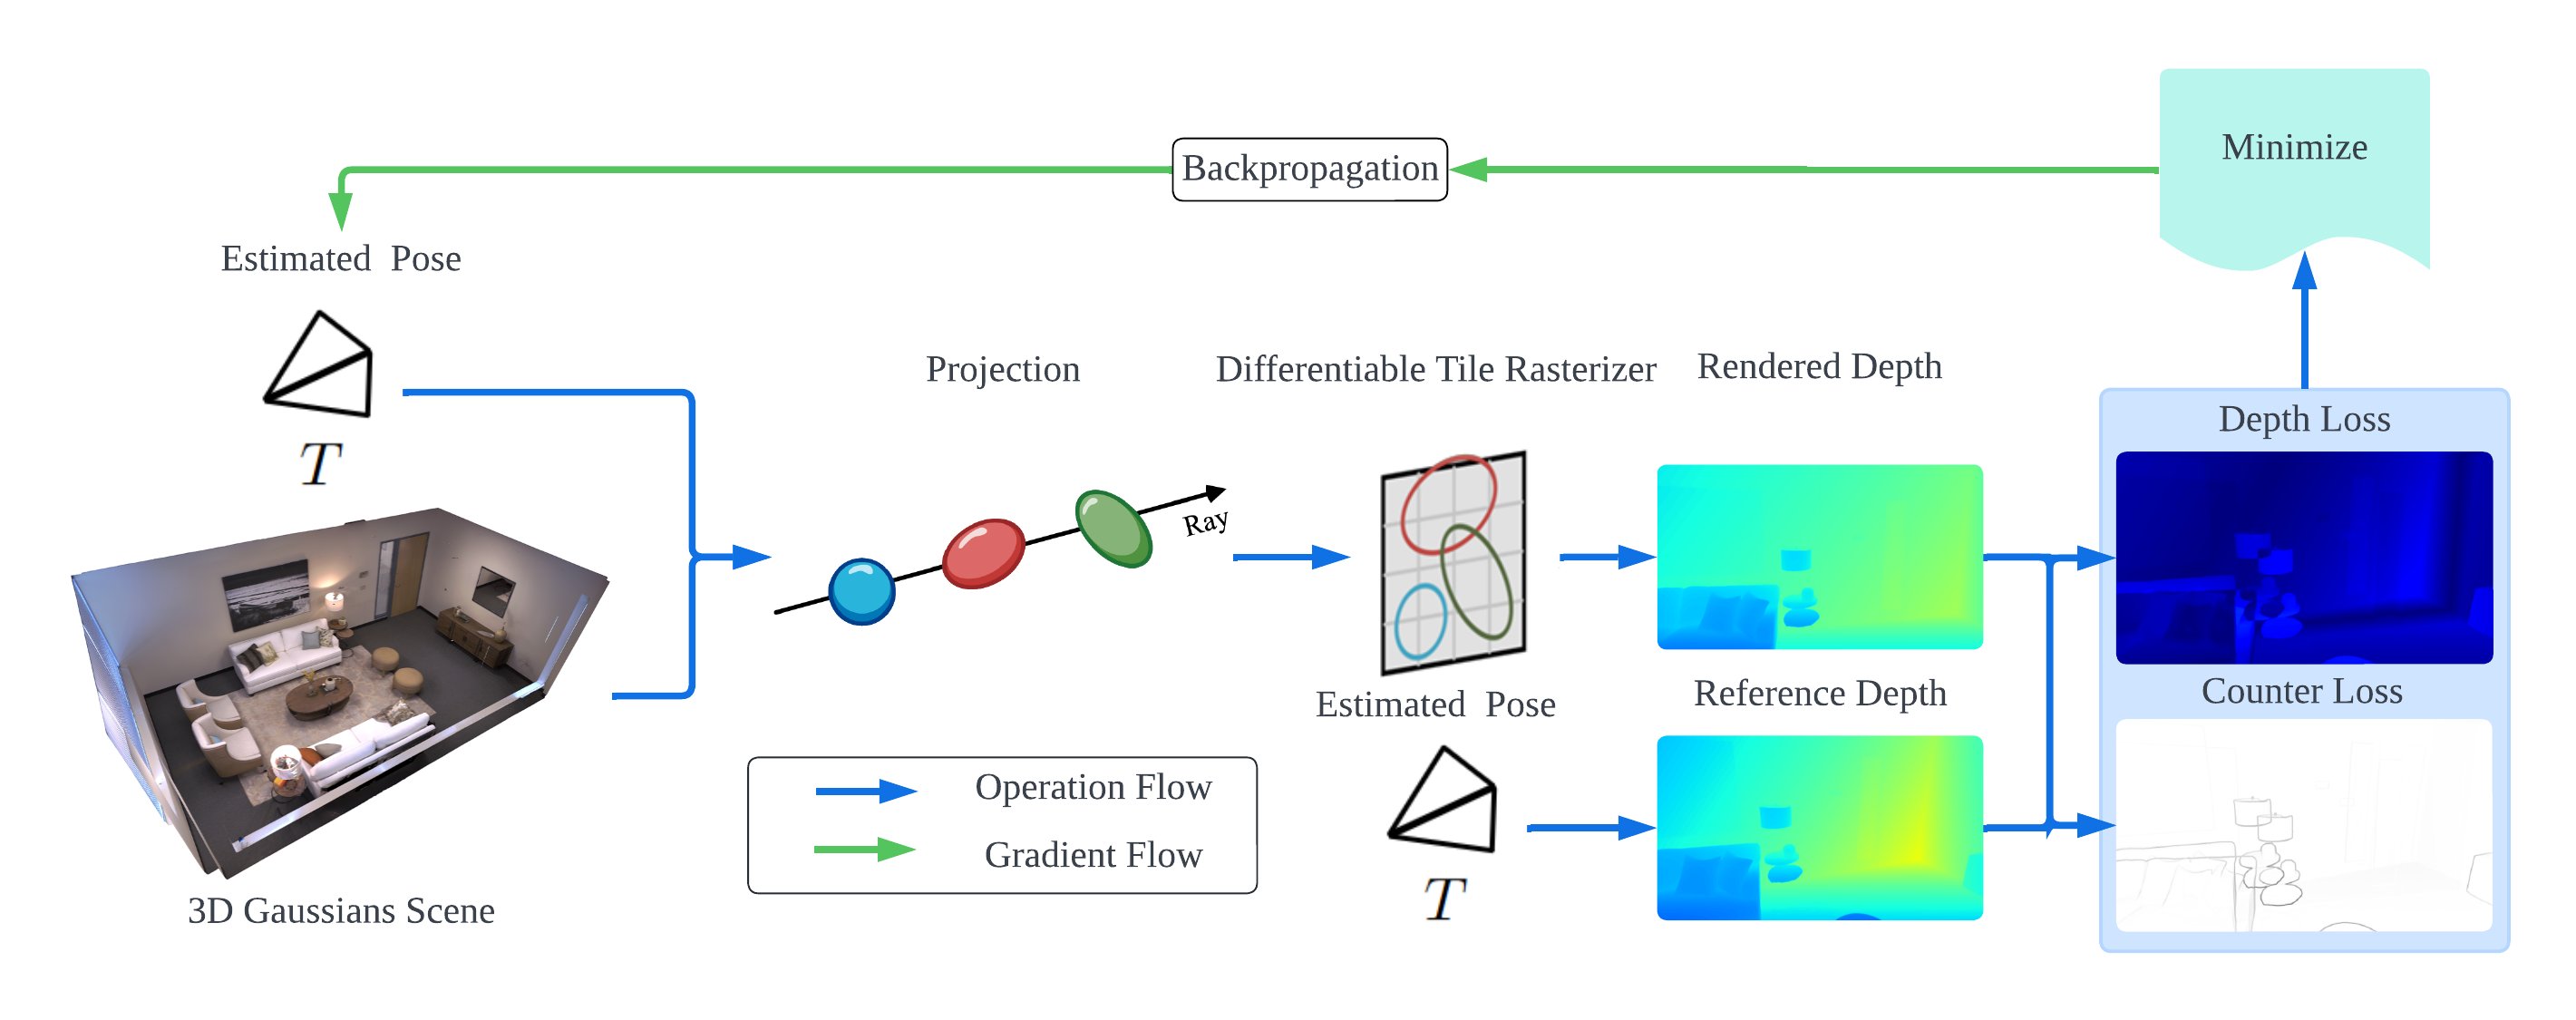 Minimize
Backpropagation
Estimated Pose
T
Projection
Differentiable Tile Rasterizer
Rendered Depth
Ray
Depth Loss
Counter Loss
Estimated Pose
T
Reference Depth
Operation Flow
Gradient Flow
3D Gaussians Scene